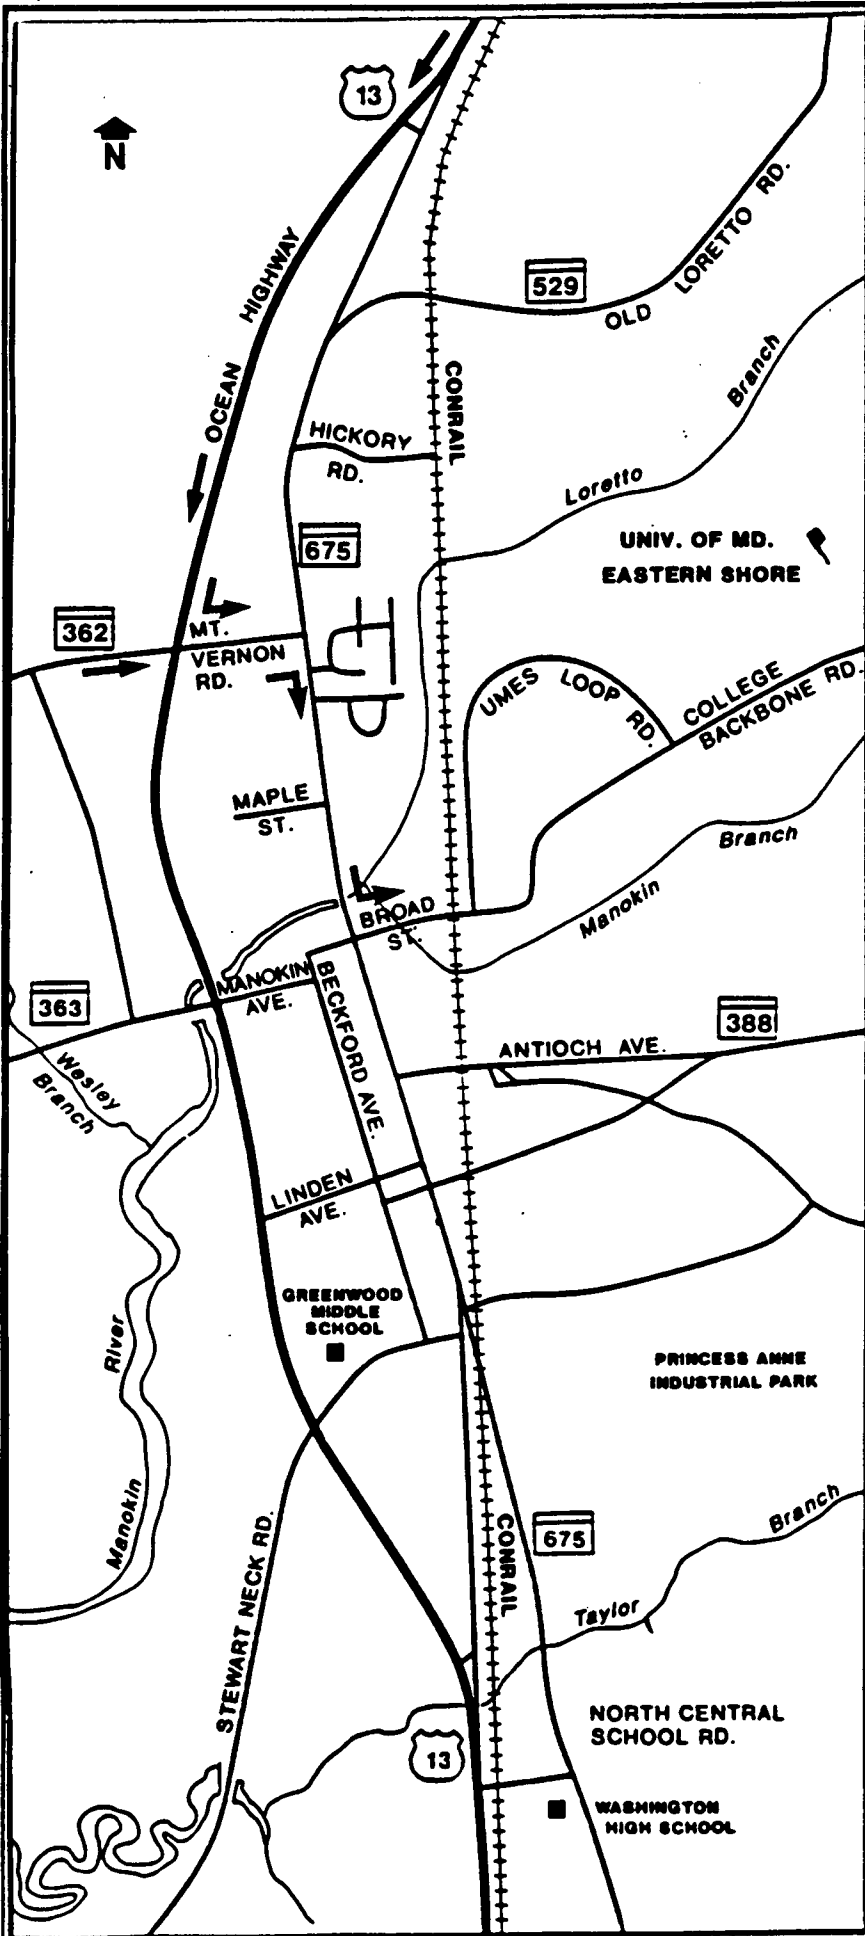 13
N
OCEAN HIGHWAY
529
OLD LORETTO RD.
CONRAIL
Loretto Branch
HICKORY
RD.
675
UNIV. OF MD.
EASTERN SHORE
362
MT.
VERNON
RD.
UMES LOOP RD.
COLLEGE
BACKBONE RD.
MAPLE
ST.
Manokin Branch
BROAD
ST.
MANOKIN
AVE.
BECKFORD AVE.
363
388
ANTIOCH AVE.
Wesley
Branch
LINDEN
AVE.
GREENWOOD
MIDDLE
SCHOOL
Manokin River
PRINCESS ANNE
INDUSTRIAL PARK
STEWART NECK RD.
CONRAIL
675
Taylor Branch
NORTH CENTRAL
SCHOOL RD.
13
WASHINGTON
HIGH SCHOOL